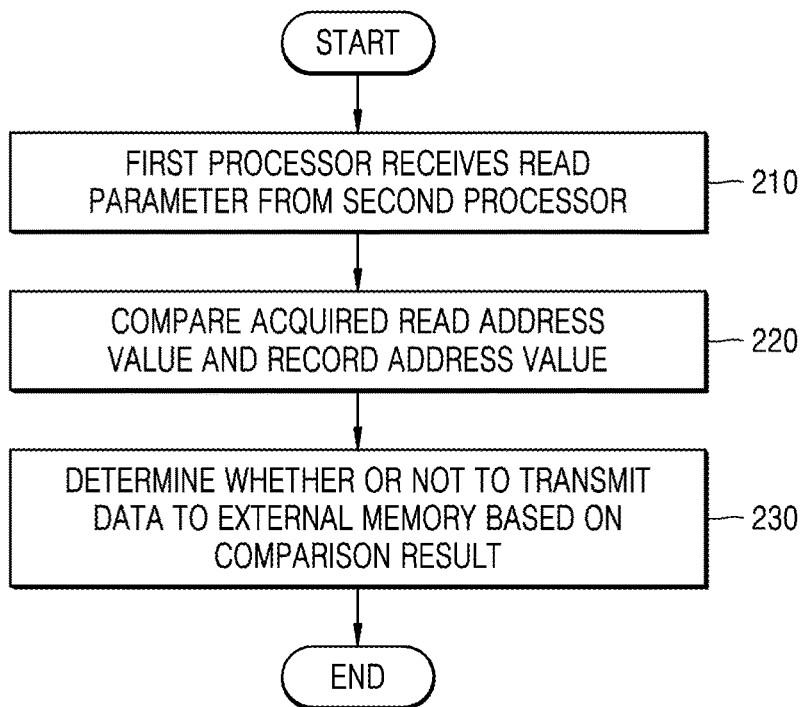 START
FIRST PROCESSOR RECEIVES READ
PARAMETER FROM SECOND PROCESSOR
210
COMPARE ACQUIRED READ ADDRESS
VALUE AND RECORD ADDRESS VALUE
220
DETERMINE WHETHER OR NOT TO TRANSMIT
DATA TO EXTERNAL MEMORY BASED ON
COMPARISON RESULT
230
END